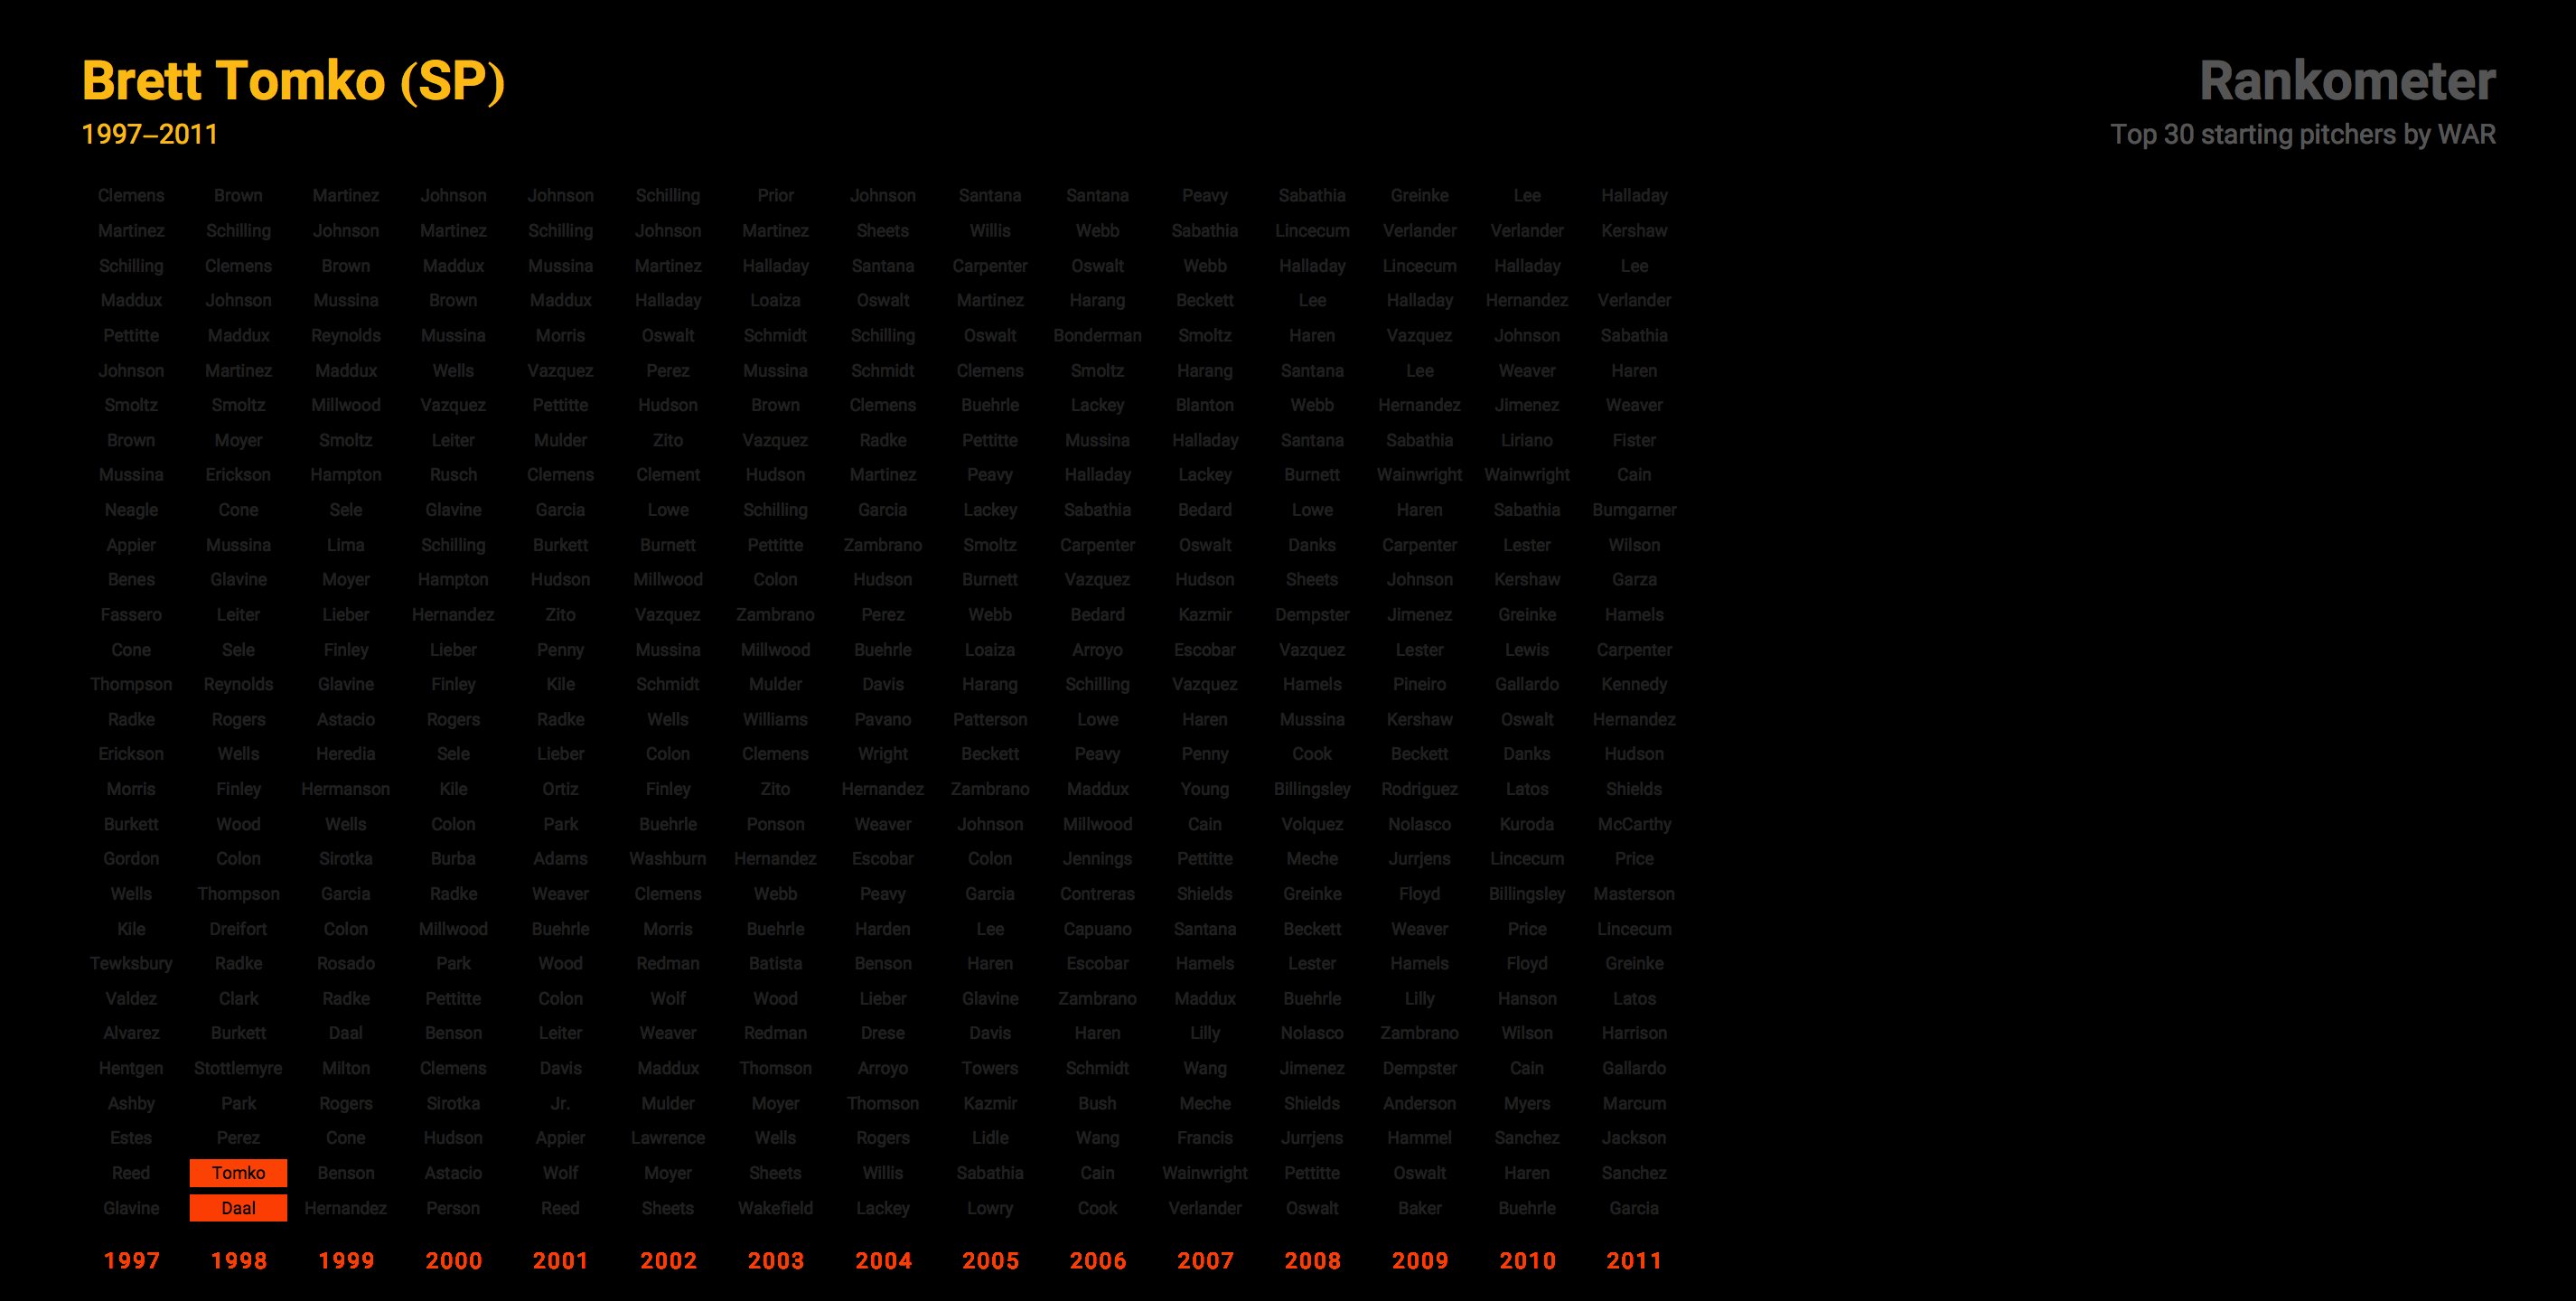 Brett Tomko (SP)
1997–2011
Rankometer
Top 30 starting pitchers by WAR
Clemens Brown Martinez Johnson Johnson Schilling Prior Johnson Santana Santana Peavy Sabathia Greinke Lee Halladay
Martinez Schilling Johnson Martinez Schilling Johnson Martinez Sheets Willis Webb Sabathia Lincecum Verlander Verlander Kershaw
Schilling Clemens Brown Maddux Mussina Martinez Halladay Santana Carpenter Oswalt Webb Halladay Lincecum Halladay Lee
Maddux Johnson Mussina Brown Maddux Halladay Loaiza Oswalt Martinez Harang Beckett Lee Halladay Hernandez Verlander
Pettitte Maddux Reynolds Mussina Morris Oswalt Schmidt Schilling Oswalt Bonderman Smoltz Haren Vazquez Johnson Sabathia
Johnson Martinez Maddux Wells Vazquez Perez Mussina Schmidt Clemens Smoltz Harang Santana Lee Weaver Haren
Smoltz Smoltz Millwood Vazquez Pettitte Hudson Brown Clemens Buehrle Lackey Blanton Webb Hernandez Jimenez Weaver
Brown Moyer Smoltz Leiter Mulder Zito Vazquez Radke Pettitte Mussina Halladay Santana Sabathia Liriano Fister
Mussina Erickson Hampton Rusch Clemens Clement Hudson Martinez Peavy Halladay Lackey Burnett Wainwright Wainwright Cain
Neagle Cone Sele Glavine Garcia Lowe Schilling Garcia Lackey Sabathia Bedard Lowe Haren Sabathia Bumgarner
Appier Mussina Lima Schilling Burkett Burnett Pettitte Zambrano Smoltz Carpenter Oswalt Danks Carpenter Lester Wilson
Benes Glavine Moyer Hampton Hudson Millwood Colon Hudson Burnett Vazquez Hudson Sheets Johnson Kershaw Garza
Fassero Leiter Lieber Hernandez Zito Vazquez Zambrano Perez Webb Bedard Kazmir Dempster Jimenez Greinke Hamels
Cone Sele Finley Lieber Penny Mussina Millwood Buehrle Loaiza Arroyo Escobar Vazquez Lester Lewis Carpenter
Thompson Reynolds Glavine Finley Kile Schmidt Mulder Davis Harang Schilling Vazquez Hamels Pineiro Gallardo Kennedy
Radke Rogers Astacio Rogers Radke Wells Williams Pavano Patterson Lowe Haren Mussina Kershaw Oswalt Hernandez
Erickson Wells Heredia Sele Lieber Colon Clemens Wright Beckett Peavy Penny Cook Beckett Danks Hudson
Morris Finley Hermanson Kile Ortiz Finley Zito Hernandez Zambrano Maddux Young Billingsley Rodriguez Latos Shields
Burkett Wood Wells Colon Park Buehrle Ponson Weaver Johnson Millwood Cain Volquez Nolasco Kuroda McCarthy
Gordon Colon Sirotka Burba Adams Washburn Hernandez Escobar Colon Jennings Pettitte Meche Jurrjens Lincecum Price
Wells Thompson Garcia Radke Weaver Clemens Webb Peavy Garcia Contreras Shields Greinke Floyd Billingsley Masterson
Kile Dreifort Colon Millwood Buehrle Morris Buehrle Harden Lee Capuano Santana Beckett Weaver Price Lincecum
Tewksbury Radke Rosado Park Wood Redman Batista Benson Haren Escobar Hamels Lester Hamels Floyd Greinke
Valdez Clark Radke Pettitte Colon Wolf Wood Lieber Glavine Zambrano Maddux Buehrle Lilly Hanson Latos
Alvarez Burkett Daal Benson Leiter Weaver Redman Drese Davis Haren Lilly Nolasco Zambrano Wilson Harrison
Hentgen Stottlemyre Milton Clemens Davis Maddux Thomson Arroyo Towers Schmidt Wang Jimenez Dempster Cain Gallardo
Ashby Park Rogers Sirotka Jr. Mulder Moyer Thomson Kazmir Bush Meche Shields Anderson Myers Marcum
Estes Perez Cone Hudson Appier Lawrence Wells Rogers Lidle Wang Francis Jurrjens Hammel Sanchez Jackson
Reed Tomko Benson Astacio Wolf Moyer Sheets Willis Sabathia Cain Wainwright Pettitte Oswalt Haren Sanchez
Glavine Daal Hernandez Person Reed Sheets Wakefield Lackey Lowry Cook Verlander Oswalt Baker Buehrle Garcia
1997 1998 1999 2000 2001 2002 2003 2004 2005 2006 2007 2008 2009 2010 2011